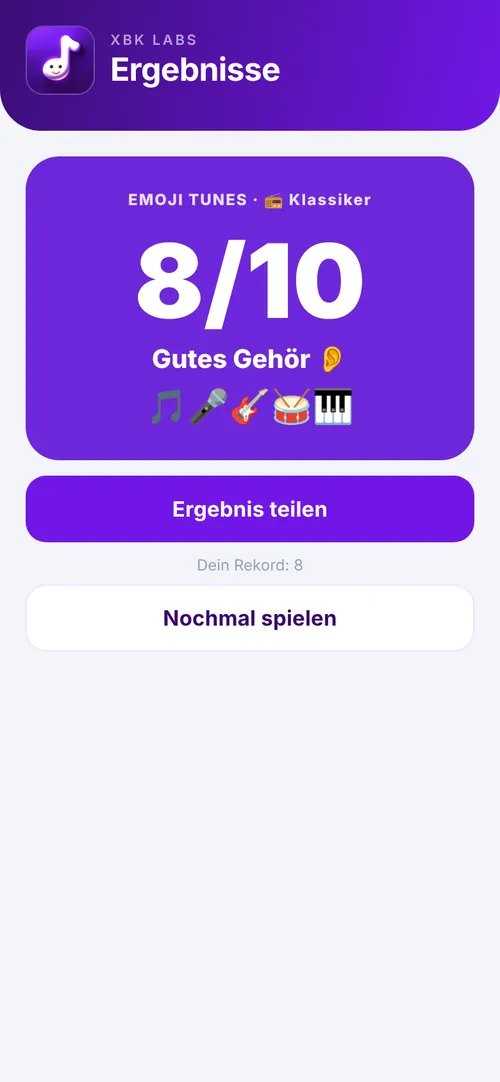 XBK LABS
Ergebnisse
EMOJI TUNES · 📻 Klassiker
8/10
Gutes Gehör 👂
🎵🎤🎸🥁🎹
Ergebnis teilen
Dein Rekord: 8
Nochmal spielen